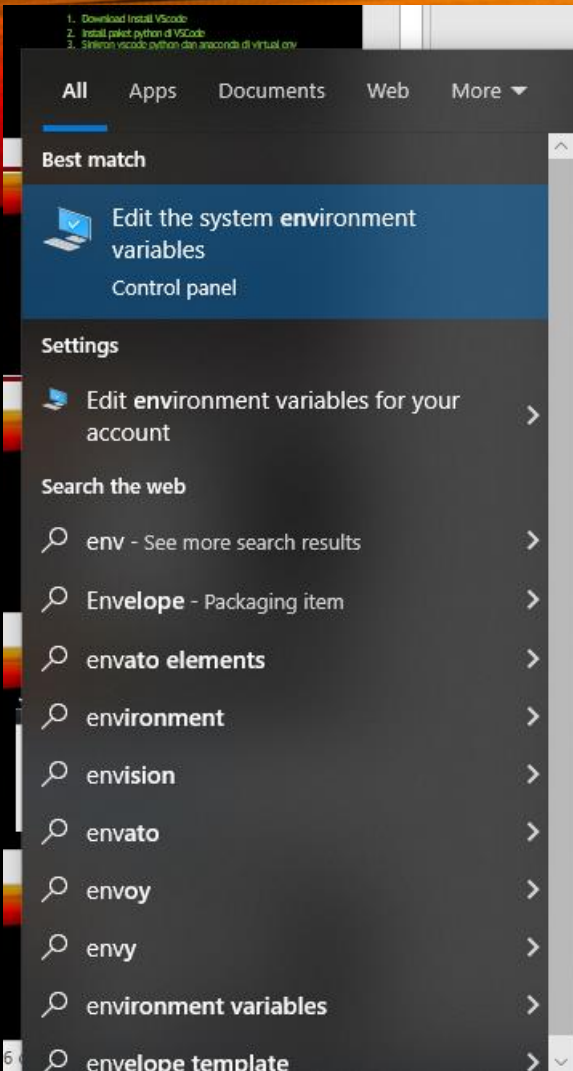 1. Download Install VScode
2. Install paket python di VSCode
3. Sinkron vscode python dan anaconda di virtual env
All Apps Documents Web More
Best match
Edit the system environment
variables
Control panel
Settings
Edit environment variables for your
account
Search the web
env - See more search results
Envelope - Packaging item
envato elements
environment
envision
envato
envoy
envy
environment variables
6
envelope template